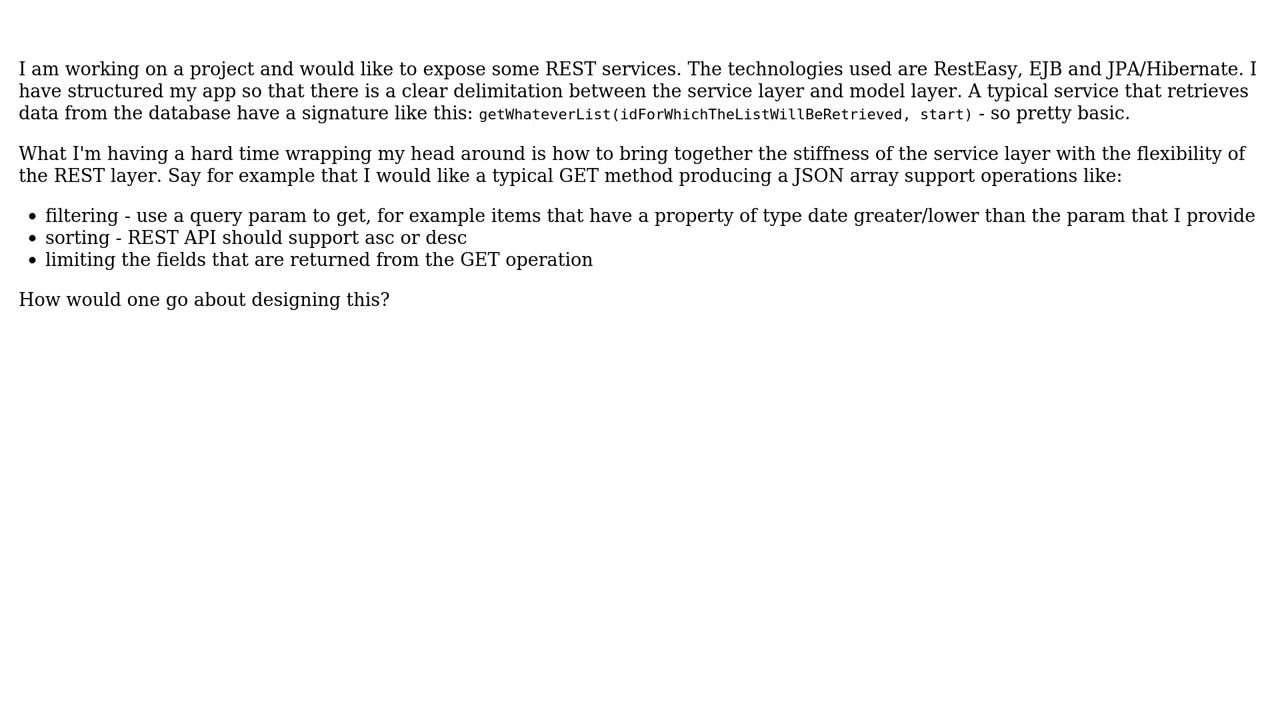 I am working on a project and would like to expose some REST services. The technologies used are RestEasy, EJB and JPA/Hibernate. I
have structured my app so that there is a clear delimitation between the service layer and model layer. A typical service that retrieves
data from the database have a signature like this: getWhateverList(idForWhichTheListWillBeRetrieved, start) - so pretty basic.
What I'm having a hard time wrapping my head around is how to bring together the stiffness of the service layer with the flexibility of
the REST layer. Say for example that I would like a typical GET method producing a JSON array support operations like:
• filtering - use a query param to get, for example items that have a property of type date greater/lower than the param that I provide
• sorting - REST API should support asc or desc
• limiting the fields that are returned from the GET operation
How would one go about designing this?